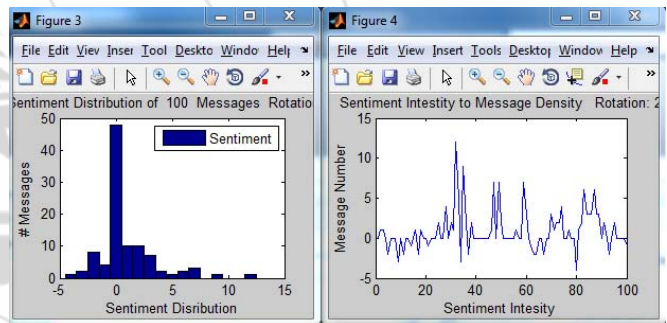 Figure 3
File Edit View Inser Tool Deskto Windo Help
Sentiment Distribution of 100 Messages Rotatio
50
40
30
20
10
0
# Messages
Sentiment
-5 0 5 10 15
Sentiment Disribution
Figure 4
File Edit View Insert Tools Desktop Window Help
Sentiment Intestity to Message Density Rotation: 2
15
10
5
0
-5
Message Number
0 20 40 60 80 100
Sentiment Intesity